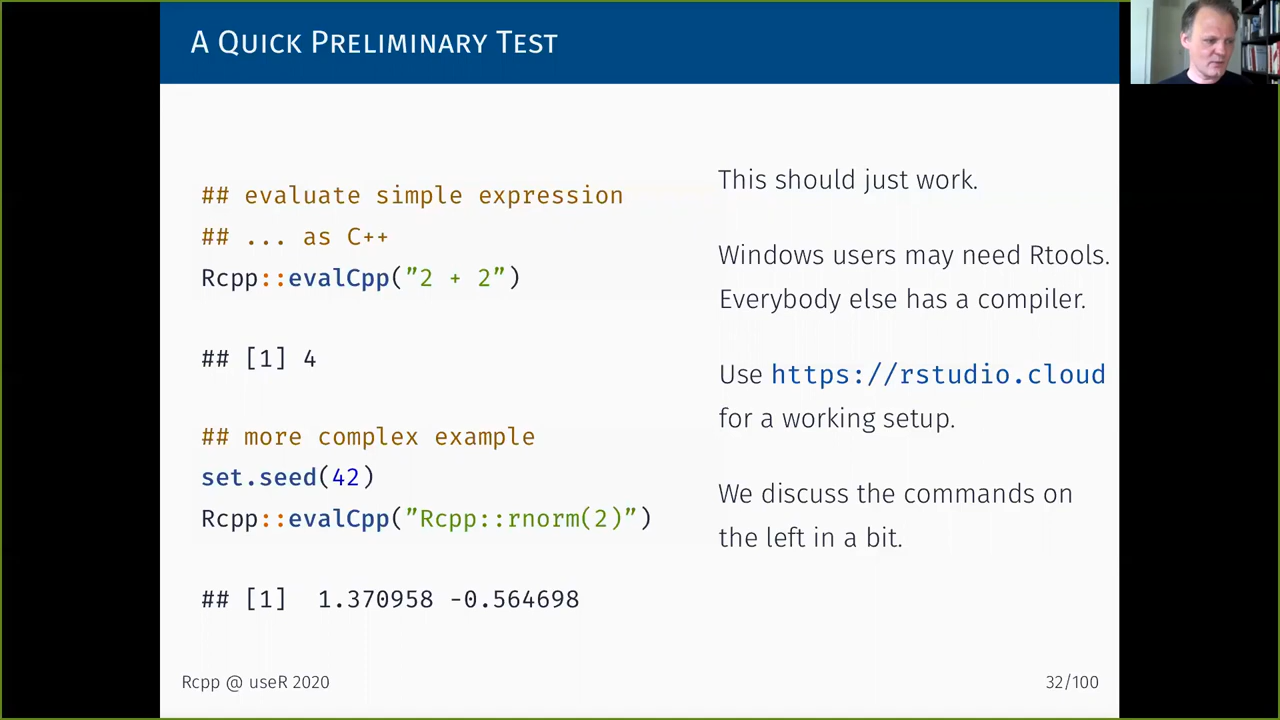 A Quick Preliminary Test
## evaluate simple expression
## ... as C++
Rcpp::evalCpp("2 + 2")
## [1] 4
## more complex example
set.seed(42)
Rcpp::evalCpp("Rcpp::rnorm(2)")
## [1]  1.370958 -0.564698
This should just work.
Windows users may need Rtools.
Everybody else has a compiler.
Use https://rstudio.cloud
for a working setup.
We discuss the commands on
the left in a bit.
Rcpp @ useR 2020
32/100